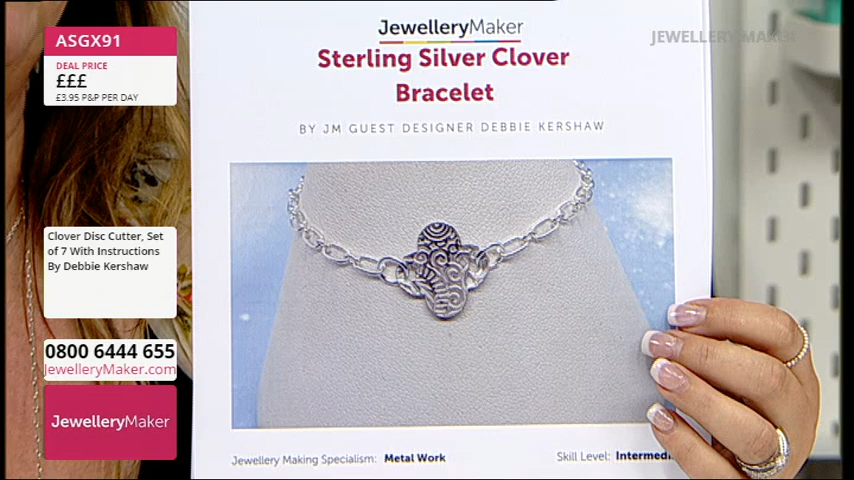 ASGX91
DEAL PRICE
£££
£3.95 P&P PER DAY
Clover Disc Cutter, Set
of 7 With Instructions
By Debbie Kershaw
0800 6444 655
JewelleryMaker.com
JewelleryMaker
JewelleryMaker
Sterling Silver Clover
Bracelet
BY JM GUEST DESIGNER DEBBIE KERSHAW
Jewellery Making Specialism: Metal Work
Skill Level:
JEWELLERY MAKER